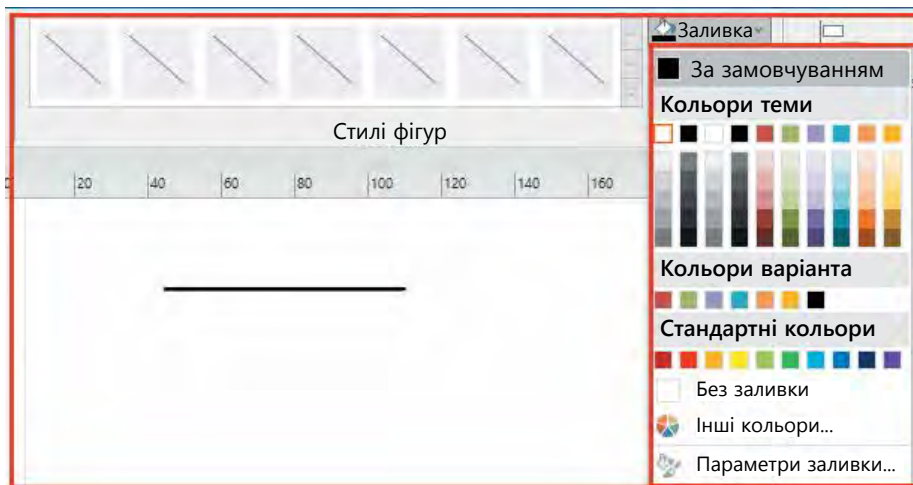 Заливка
За замовчуванням
Кольори теми
Стилі фігур
20 40 60 80 100 120 140 160
Кольори варіанта
Стандартні кольори
Без заливки
Інші кольори...
Параметри заливки...